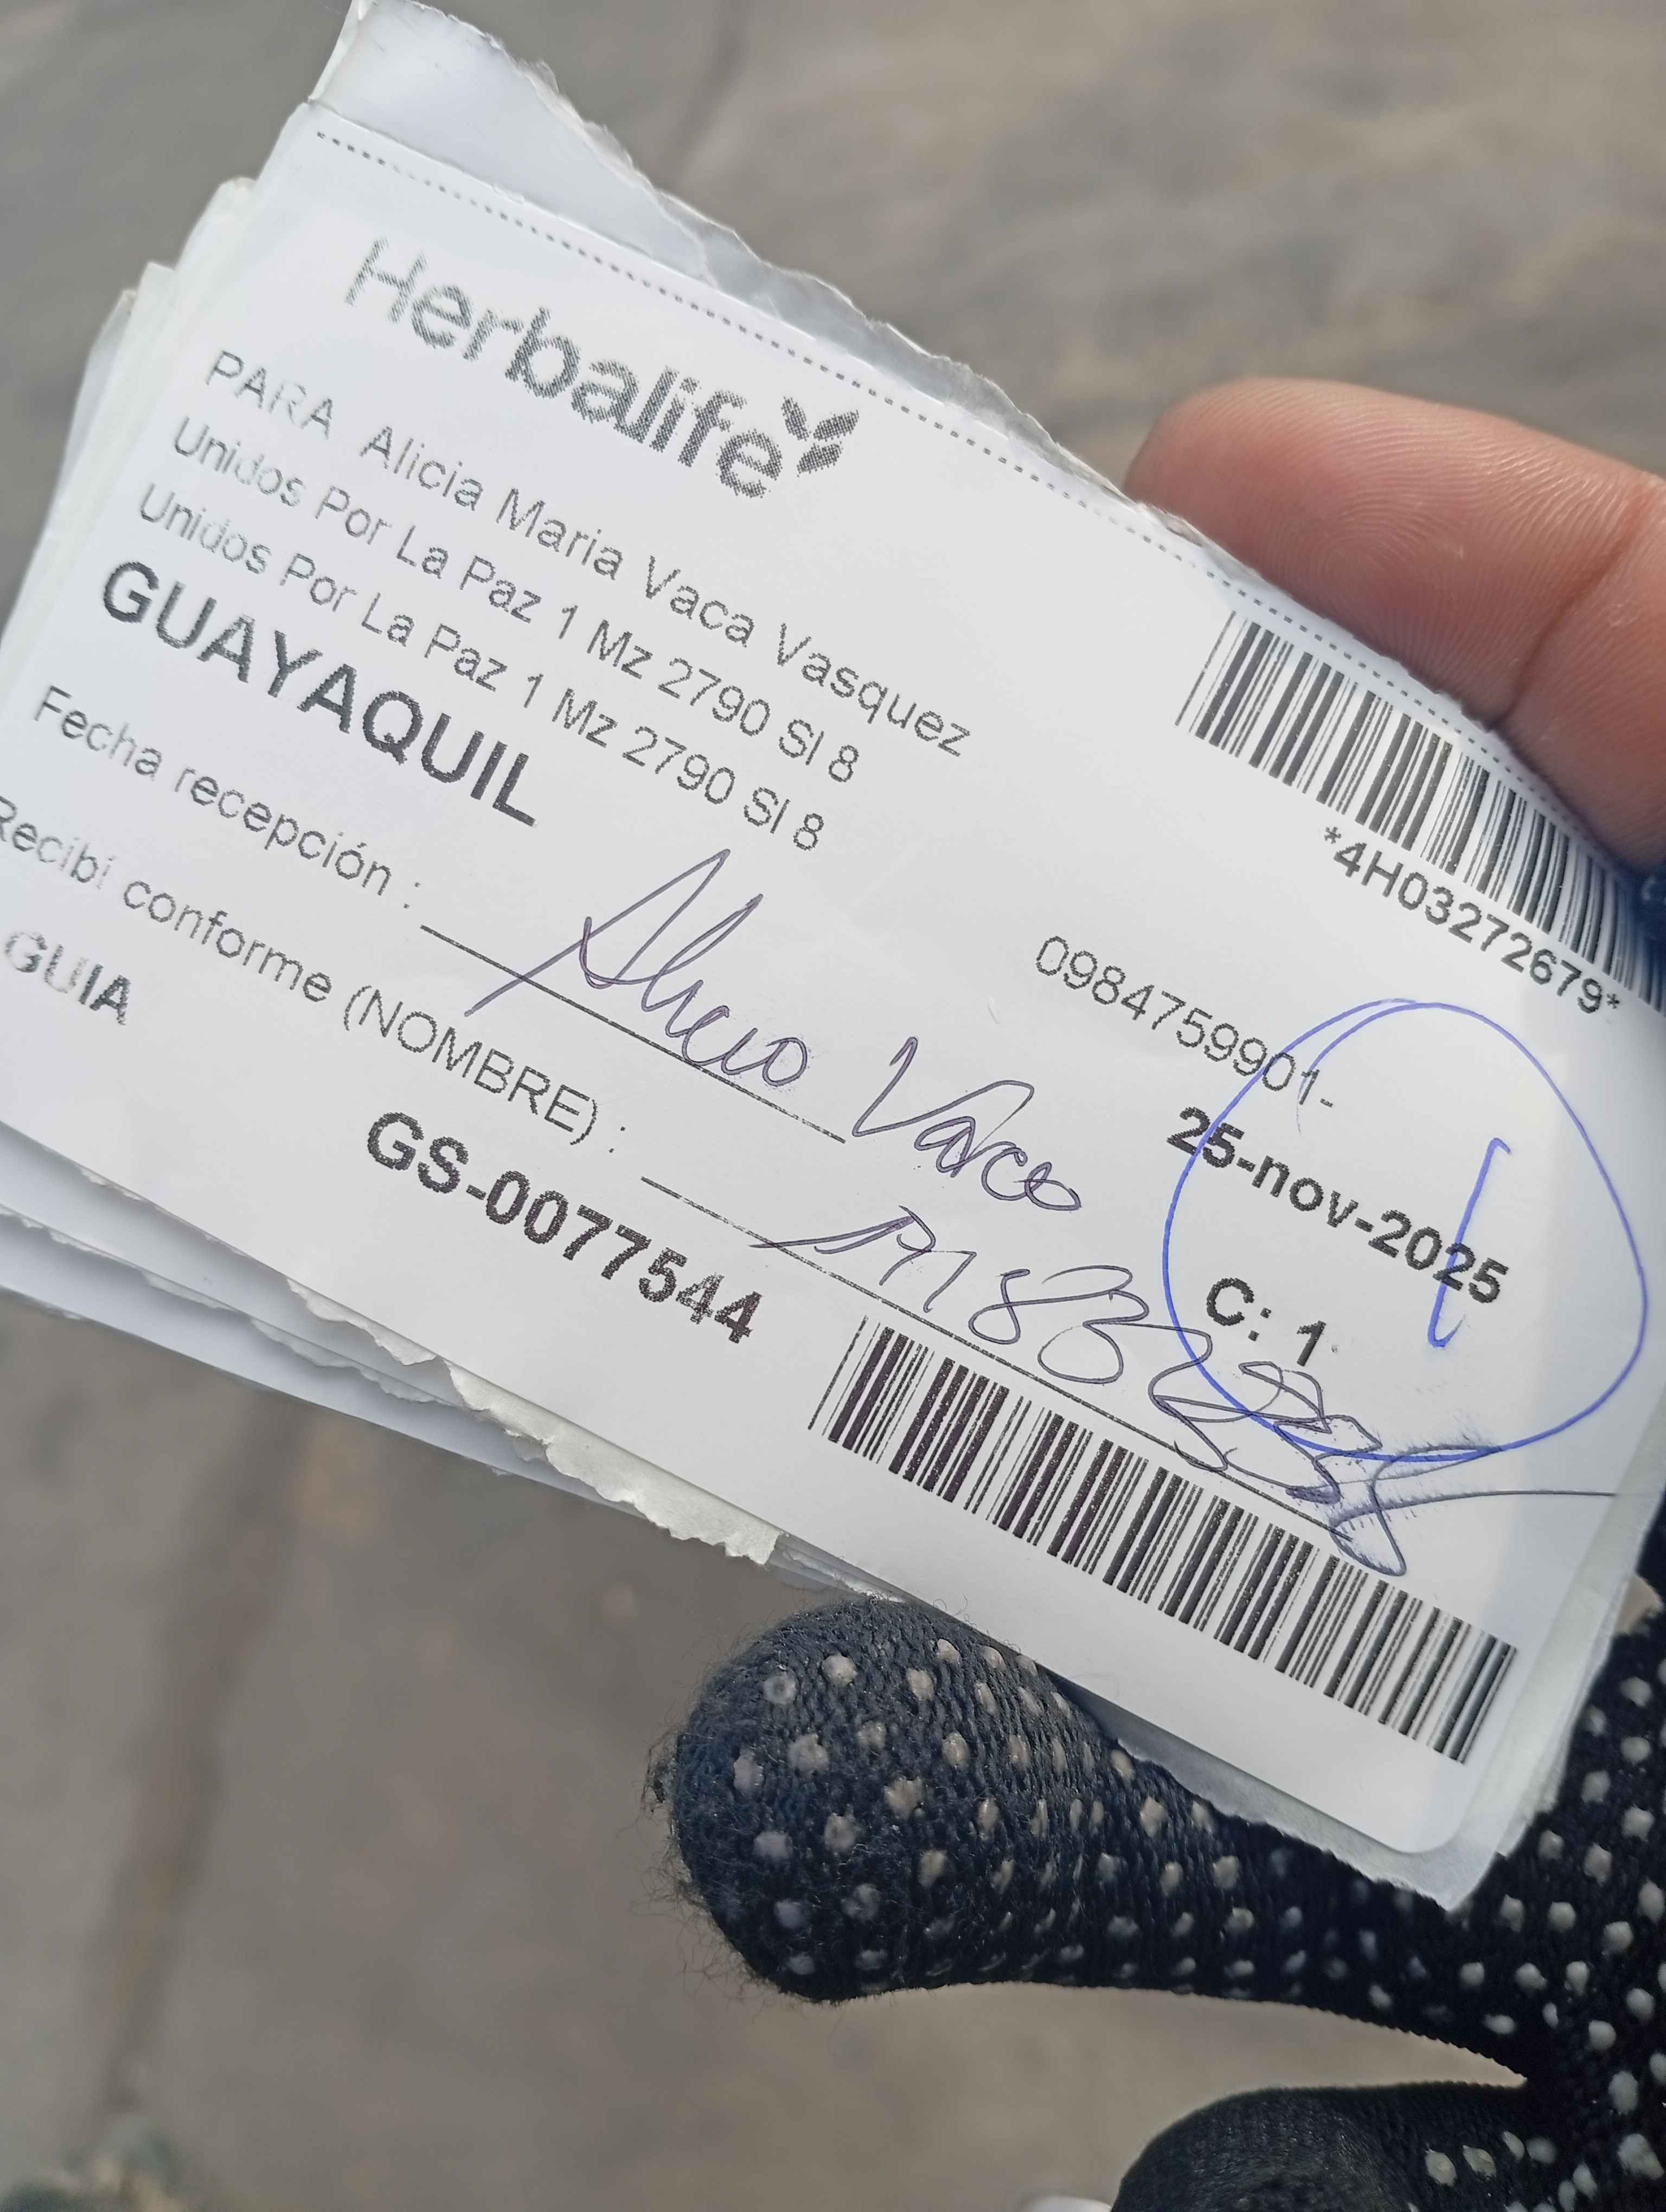 Herbalife
*4H03272679*
PARA Alicia Maria Vaca Vasquez
Unidos Por La Paz 1 Mz 2790 Sl 8
Unidos Por La Paz 1 Mz 2790 Sl 8
0984759901-
GUAYAQUIL
25-nov-2025
Fecha recepción :
Alicia Vaca
C: 1
Recibí conforme (NOMBRE) :
GUIA
GS-0077544